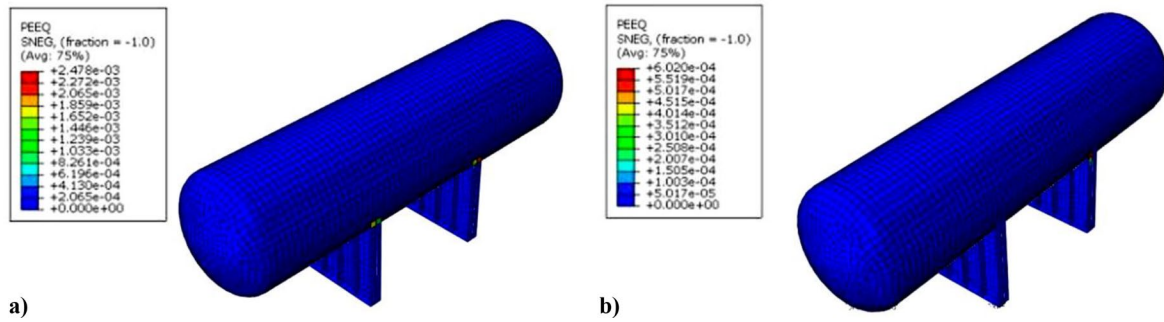 PEEQ
SNEG, (fraction = -1.0)
(Avg: 75%)
+2.478e-03
+2.272e-03
+2.065e-03
+1.859e-03
+1.652e-03
+1.446e-03
+1.239e-03
+1.033e-03
+8.261e-04
+6.196e-04
+4.130e-04
+2.065e-04
+0.000e+00
a)
PEEQ
SNEG, (fraction = -1.0)
(Avg: 75%)
+6.020e-04
+5.519e-04
+5.017e-04
+4.515e-04
+4.014e-04
+3.512e-04
+3.010e-04
+2.508e-04
+2.007e-04
+1.505e-04
+1.003e-04
+5.017e-05
+0.000e+00
b)